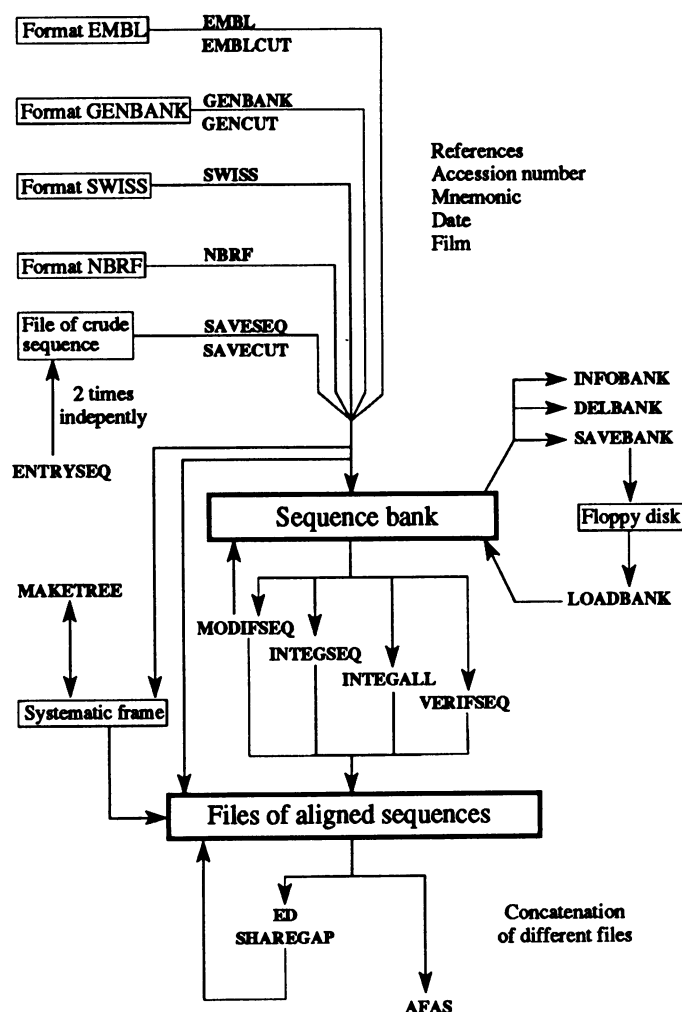 Format EMBL
EMBL
EMBLCUT
Format GENBANK
GENBANK
GENCUT
References
Accession number
Mnemonic
Date
Film
Format SWISS
SWISS
Format NBRF
NBRF
File of crude
sequence
SAVESEQ
SAVECUT
2 times
indepently
ENTRYSEQ
INFOBANK
DELBANK
SAVEBANK
Sequence bank
Floppy disk
LOADBANK
MAKETREE
MODIFSEQ
INTEGSEQ
INTEGALL
VERIFSEQ
Systematic frame
Files of aligned sequences
ED
SHAREGAP
Concatenation
of different files
AFAS